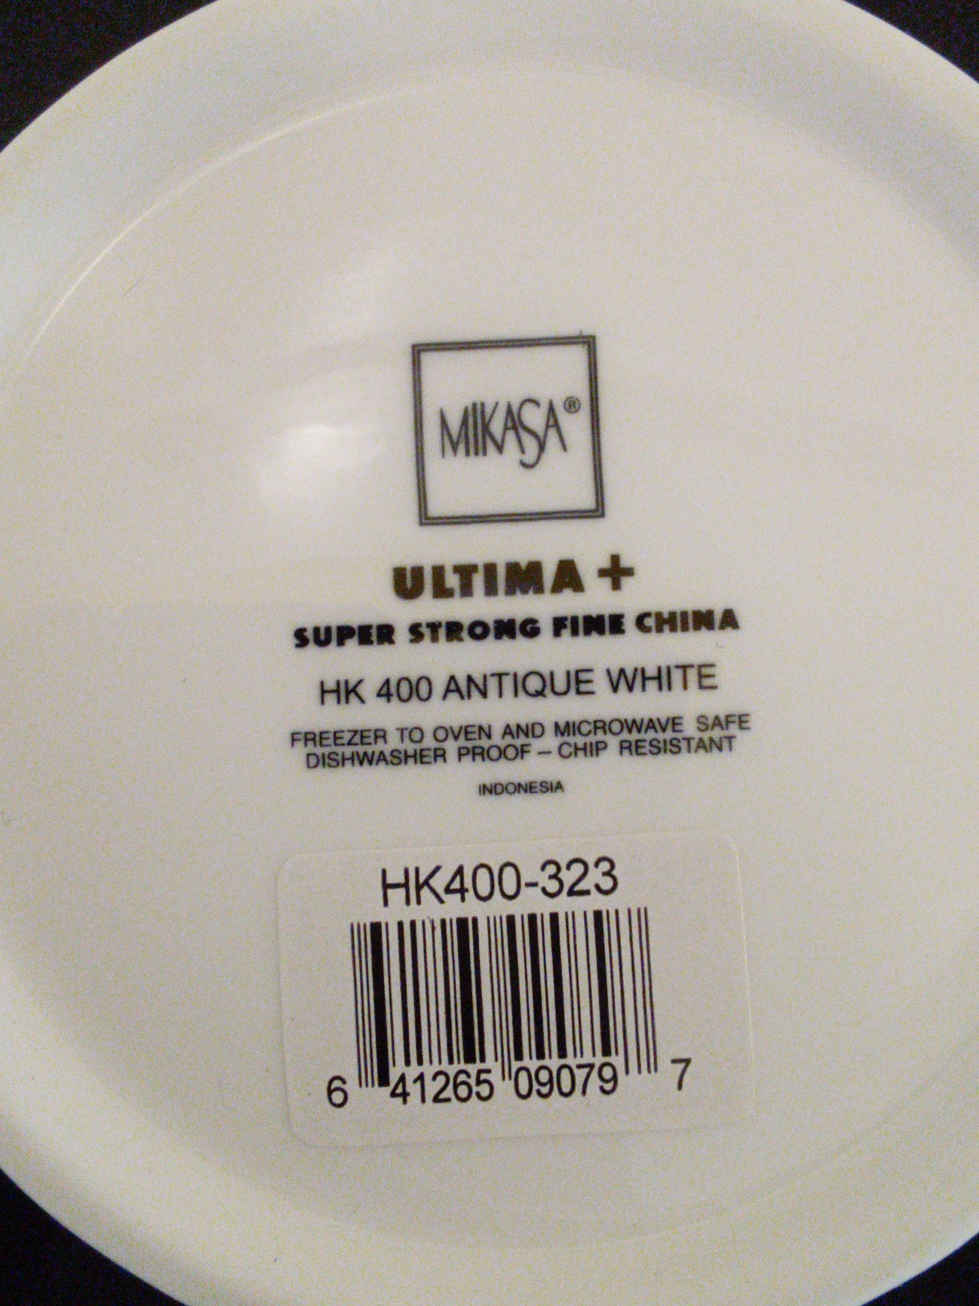 MIKASA®
ULTIMA +
SUPER STRONG FINE CHINA
HK 400 ANTIQUE WHITE
FREEZER TO OVEN AND MICROWAVE SAFE
DISHWASHER PROOF – CHIP RESISTANT
INDONESIA
HK400-323
6 41265 09079 7